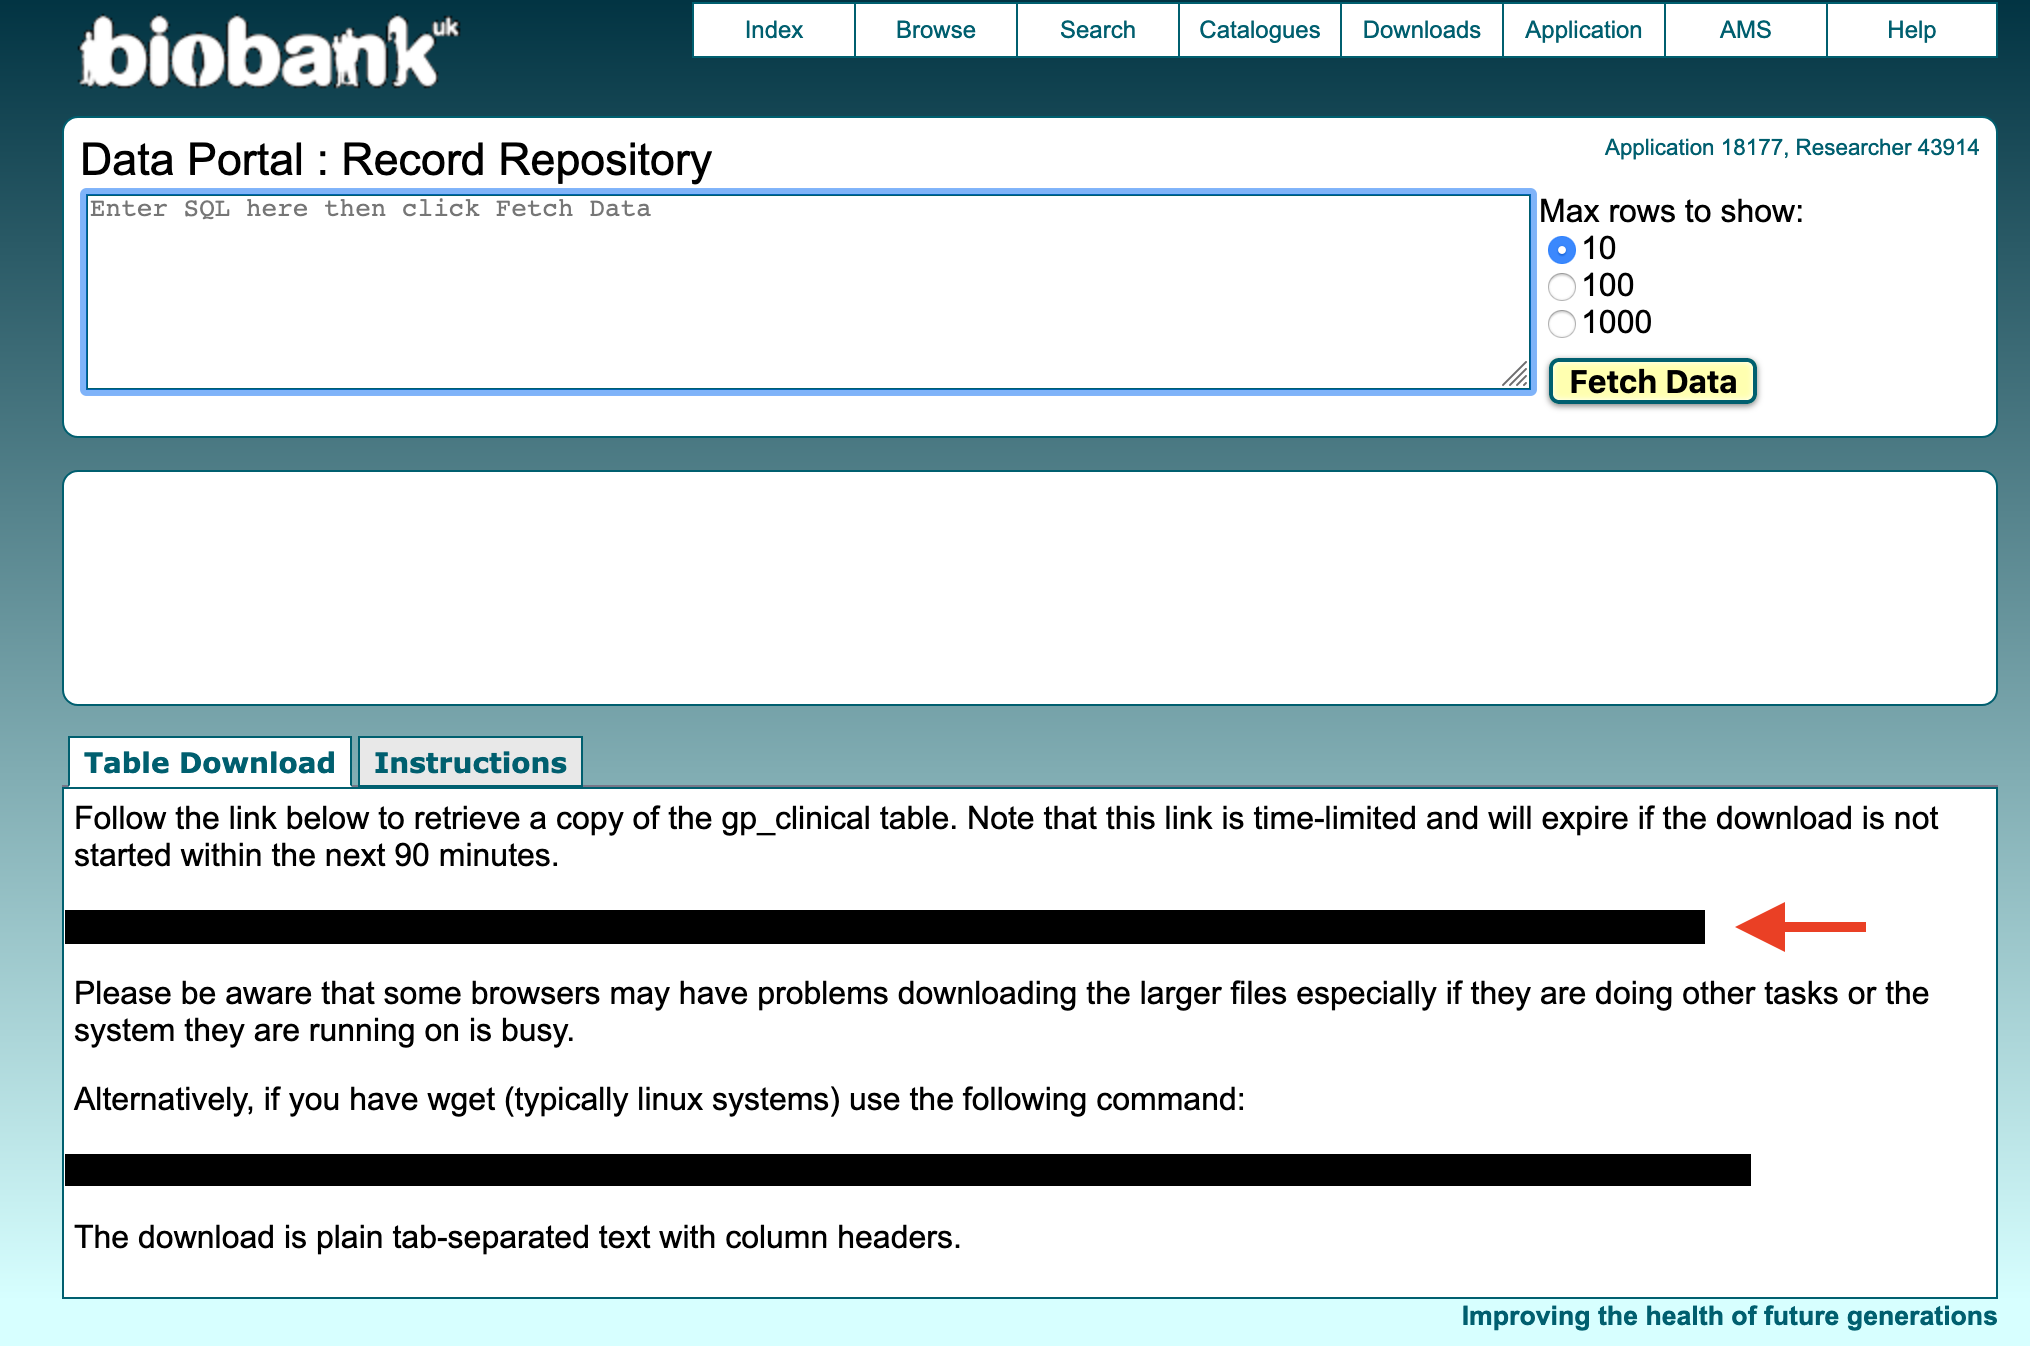 biobank uk
Index Browse Search Catalogues Downloads Application AMS Help
Data Portal : Record Repository
Application 18177, Researcher 43914
Enter SQL here then click Fetch Data
Max rows to show:
10
100
1000
Fetch Data
Table Download Instructions
Follow the link below to retrieve a copy of the gp_clinical table. Note that this link is time-limited and will expire if the download is not
started within the next 90 minutes.
Please be aware that some browsers may have problems downloading the larger files especially if they are doing other tasks or the
system they are running on is busy.
Alternatively, if you have wget (typically linux systems) use the following command:
The download is plain tab-separated text with column headers.
Improving the health of future generations